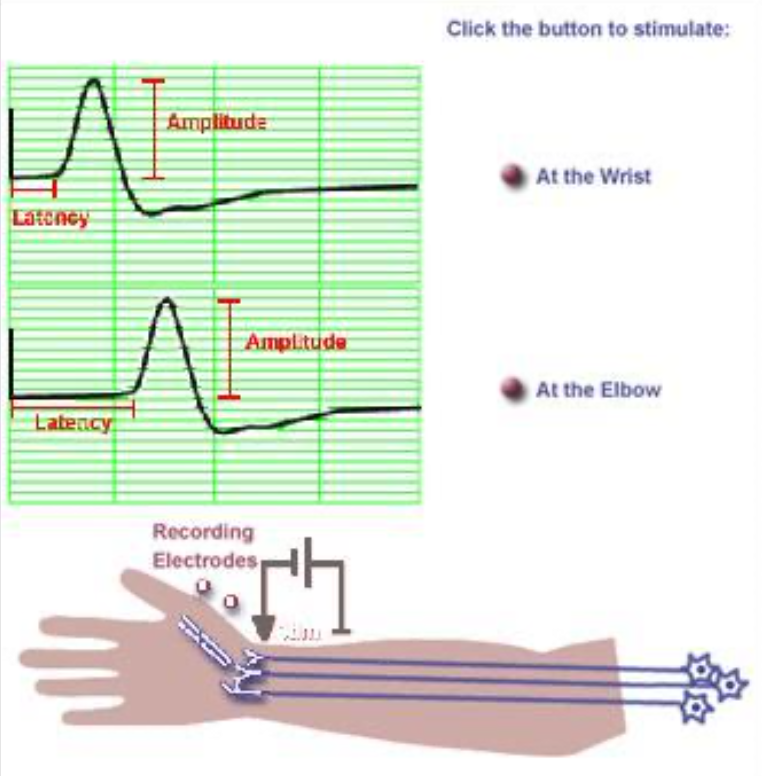 Click the button to stimulate:
Amplitude
At the Wrist
Latency
Amplitude
At the Elbow
Latency
Recording
Electrodes